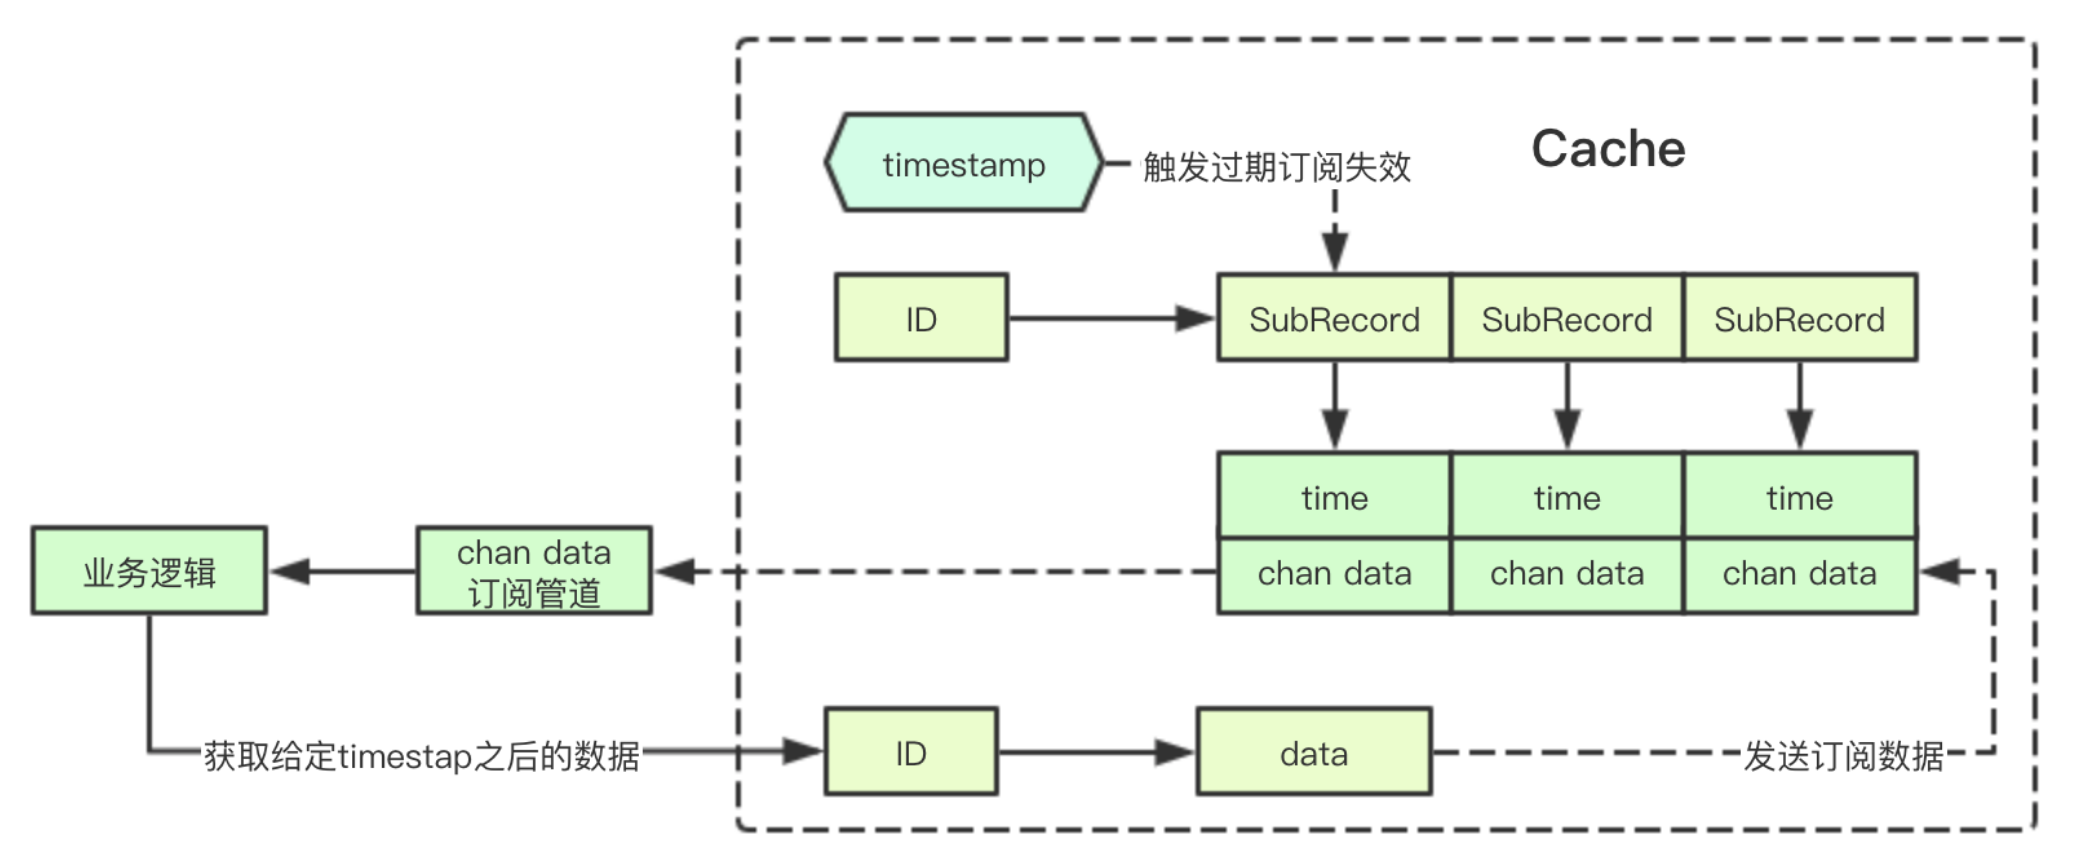 Cache
timestamp
触发过期订阅失效
ID
SubRecord
SubRecord
SubRecord
time
time
time
业务逻辑
chan data
订阅管道
chan data
chan data
chan data
获取给定timestap之后的数据
ID
data
发送订阅数据